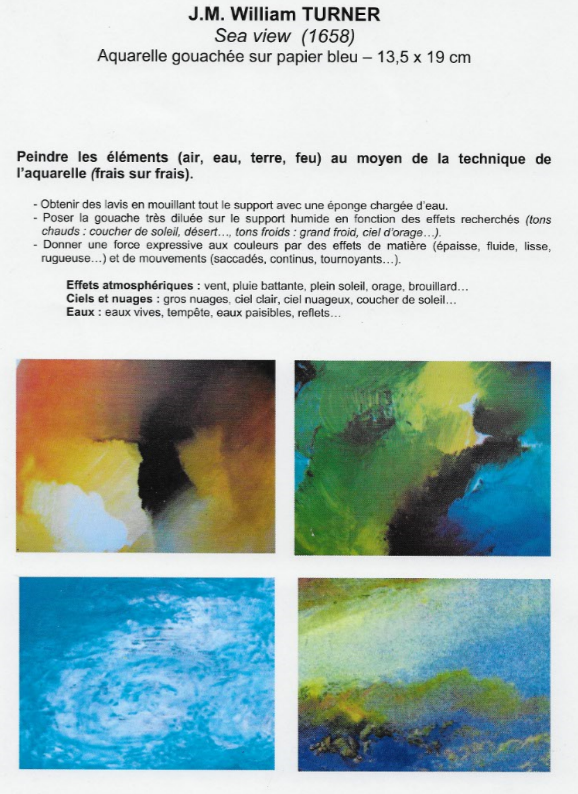 J.M. William TURNER
Sea view (1658)
Aquarelle gouachée sur papier bleu – 13,5 x 19 cm
Peindre les éléments (air, eau, terre, feu) au moyen de la technique de
l'aquarelle (frais sur frais).
- Obtenir des lavis en mouillant tout le support avec une éponge chargée d'eau.
- Poser la gouache très diluée sur le support humide en fonction des effets recherchés (tons
chauds : coucher de soleil, désert…, tons froids : grand froid, ciel d'orage…).
- Donner une force expressive aux couleurs par des effets de matière (épaisse, fluide, lisse,
rugueuse…) et de mouvements (saccadés, continus, tournoyants…).
Effets atmosphériques : vent, pluie battante, plein soleil, orage, brouillard…
Ciels et nuages : gros nuages, ciel clair, ciel nuageux, coucher de soleil…
Eaux : eaux vives, tempête, eaux paisibles, reflets…